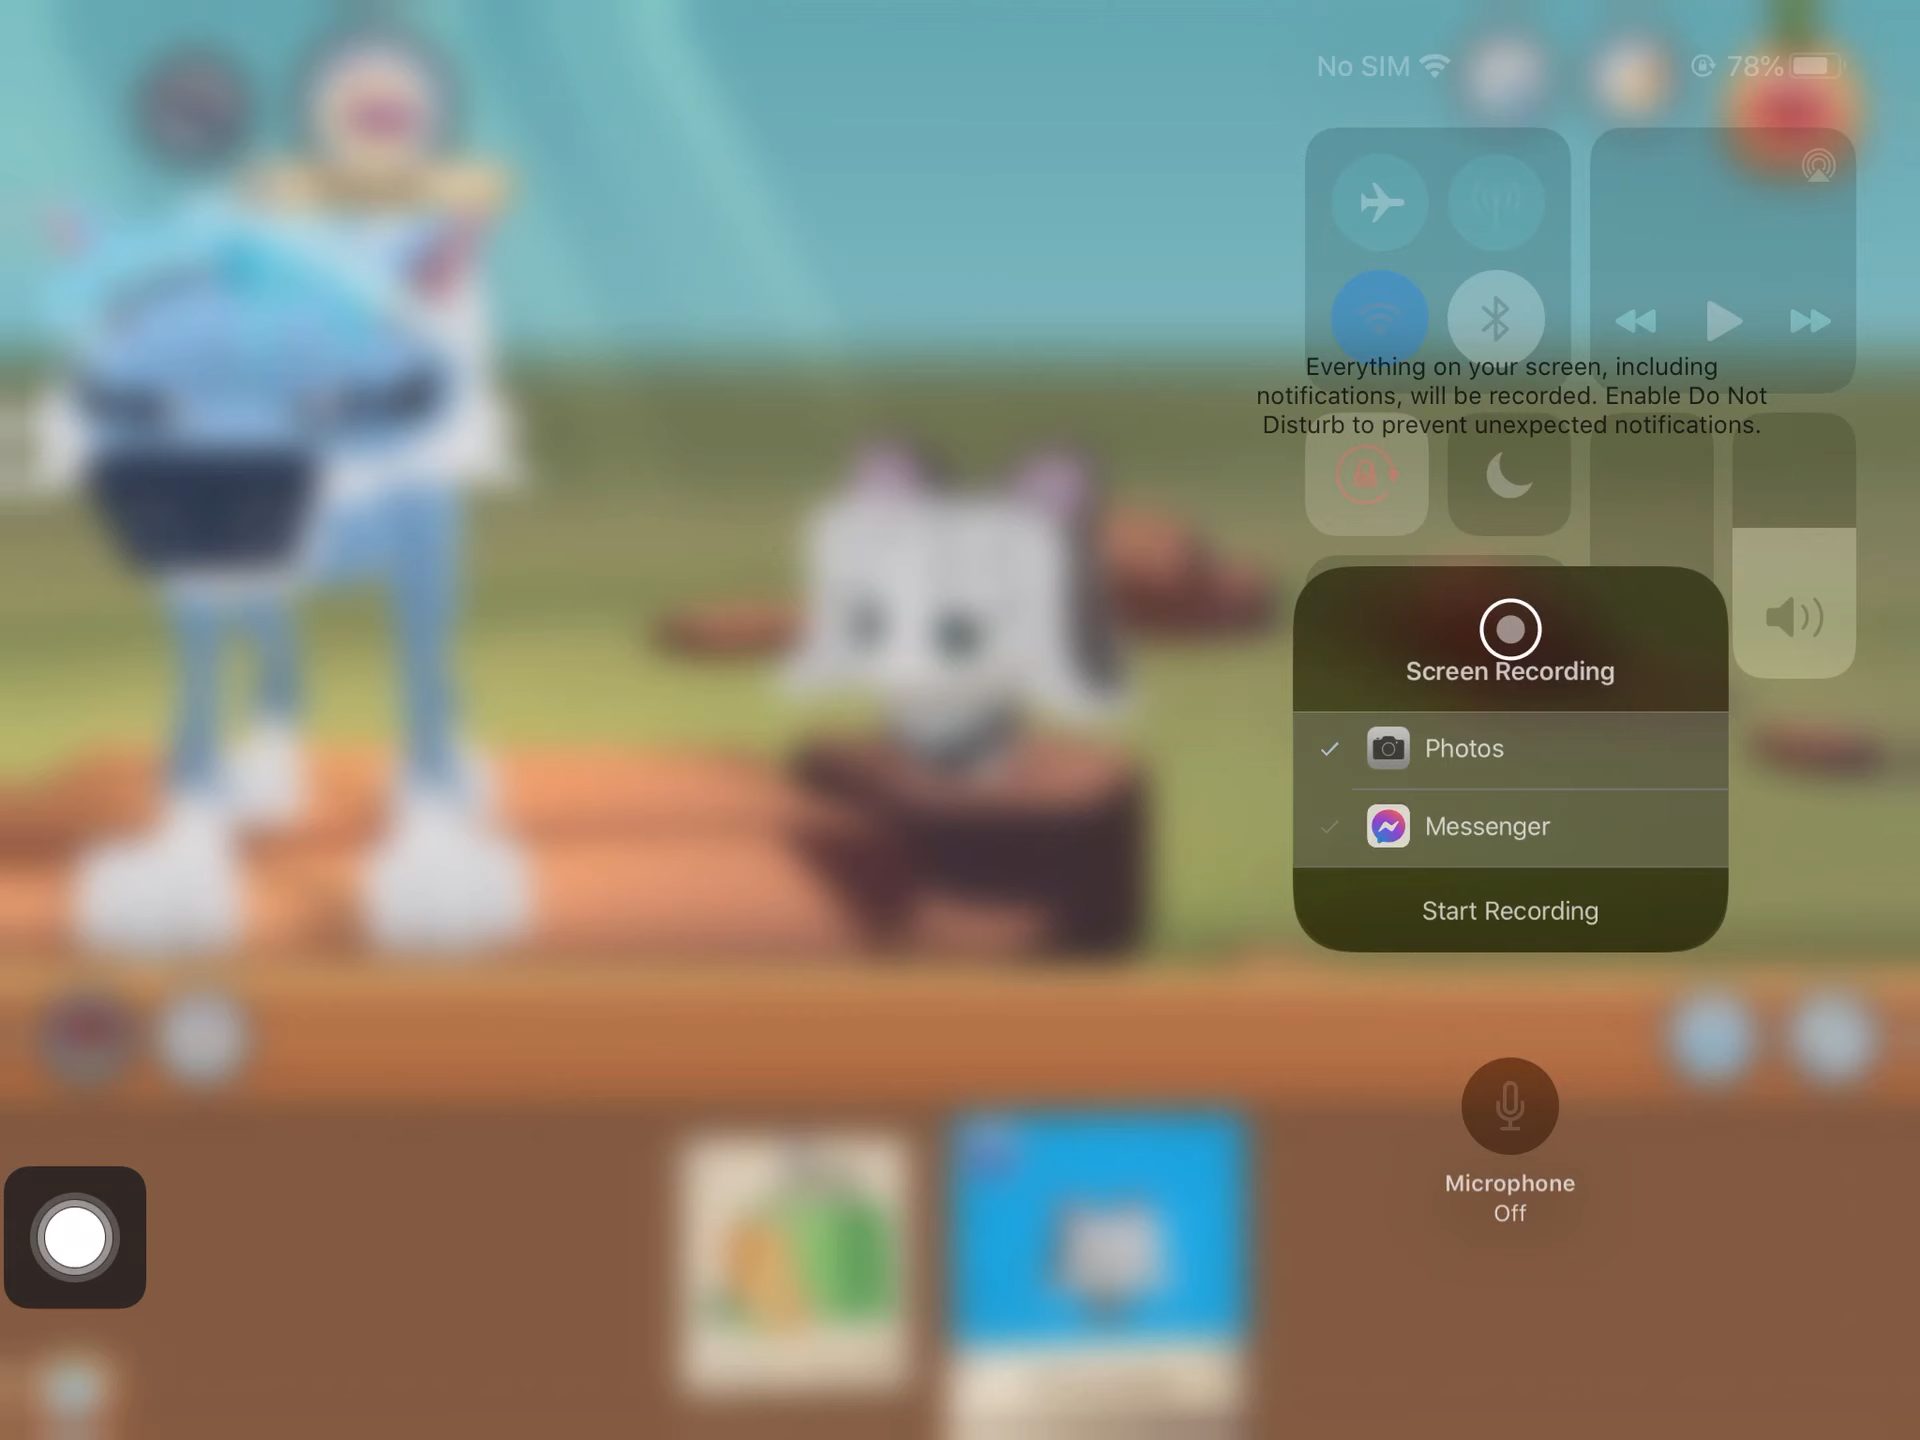 No SIM
78%
Everything on your screen, including
notifications, will be recorded. Enable Do Not
Disturb to prevent unexpected notifications.
Screen Recording
Photos
Messenger
Start Recording
Microphone
Off